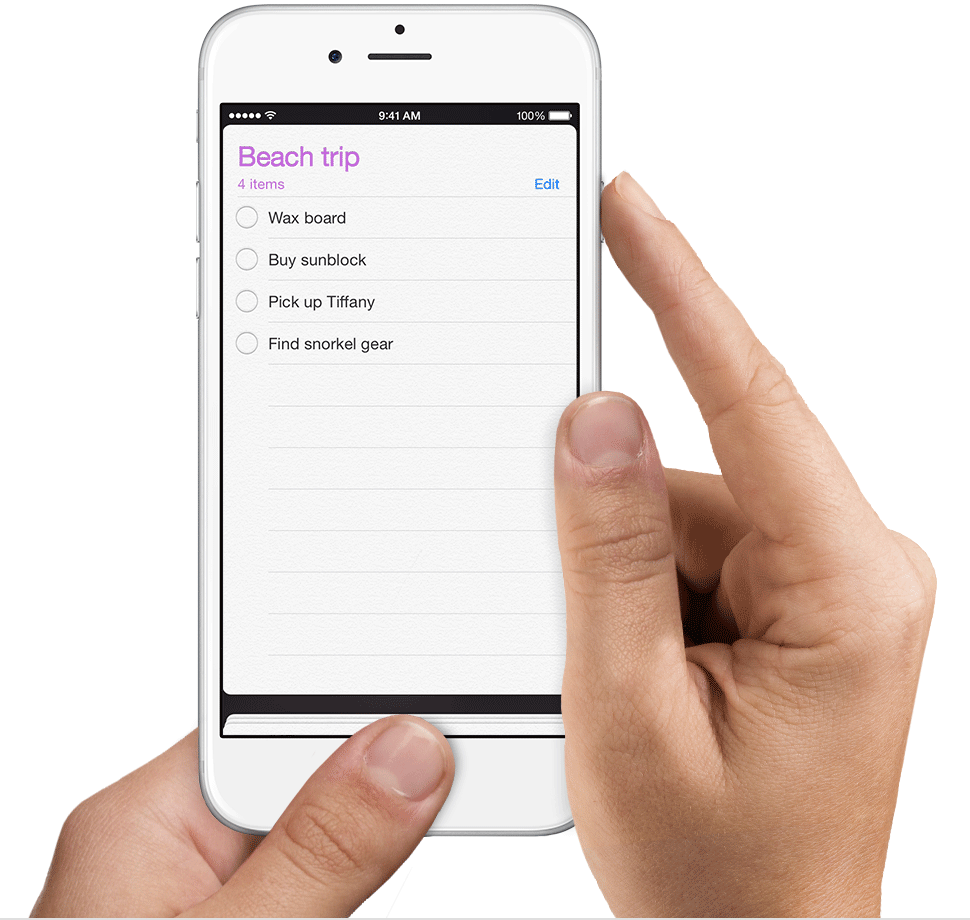 9:41 AM 100%
Beach trip
4 items Edit
Wax board
Buy sunblock
Pick up Tiffany
Find snorkel gear